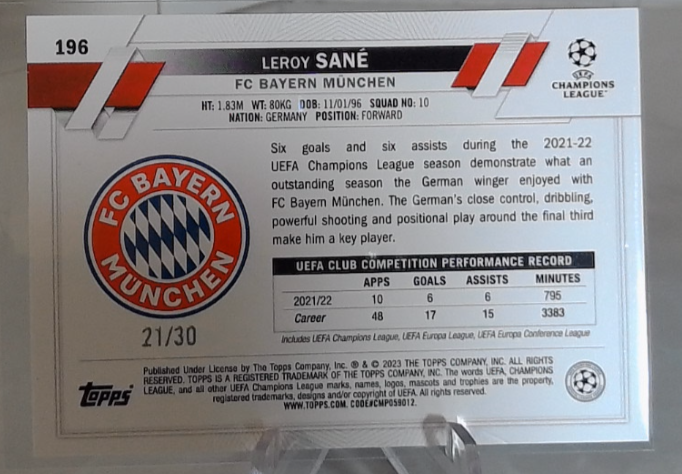 196
LEROY SANÉ
FC BAYERN MÜNCHEN
HT: 1.83M WT: 80KG DOB: 11/01/96 SQUAD NO: 10
NATION: GERMANY POSITION: FORWARD
UEFA
CHAMPIONS
LEAGUE™
Six goals and six assists during the 2021-22
UEFA Champions League season demonstrate what an
outstanding season the German winger enjoyed with
FC Bayern München. The German's close control, dribbling,
powerful shooting and positional play around the final third
make him a key player.
FC BAYERN
MÜNCHEN
21/30
UEFA CLUB COMPETITION PERFORMANCE RECORD
APPS GOALS ASSISTS MINUTES
2021/22 10 6 6 795
Career 48 17 15 3383
Includes UEFA Champions League, UEFA Europa League, UEFA Europa Conference League
Topps®
Published Under License by The Topps Company, Inc. ® & © 2023 THE TOPPS COMPANY, INC. ALL RIGHTS
RESERVED. TOPPS IS A REGISTERED TRADEMARK OF THE TOPPS COMPANY, INC. The words UEFA, CHAMPIONS
LEAGUE, and all other UEFA Champions League marks, names, logos, mascots and trophies are the property,
registered trademarks, designs and/or copyright of UEFA. All rights reserved.
WWW.TOPPS.COM. CODE#CMP059012.